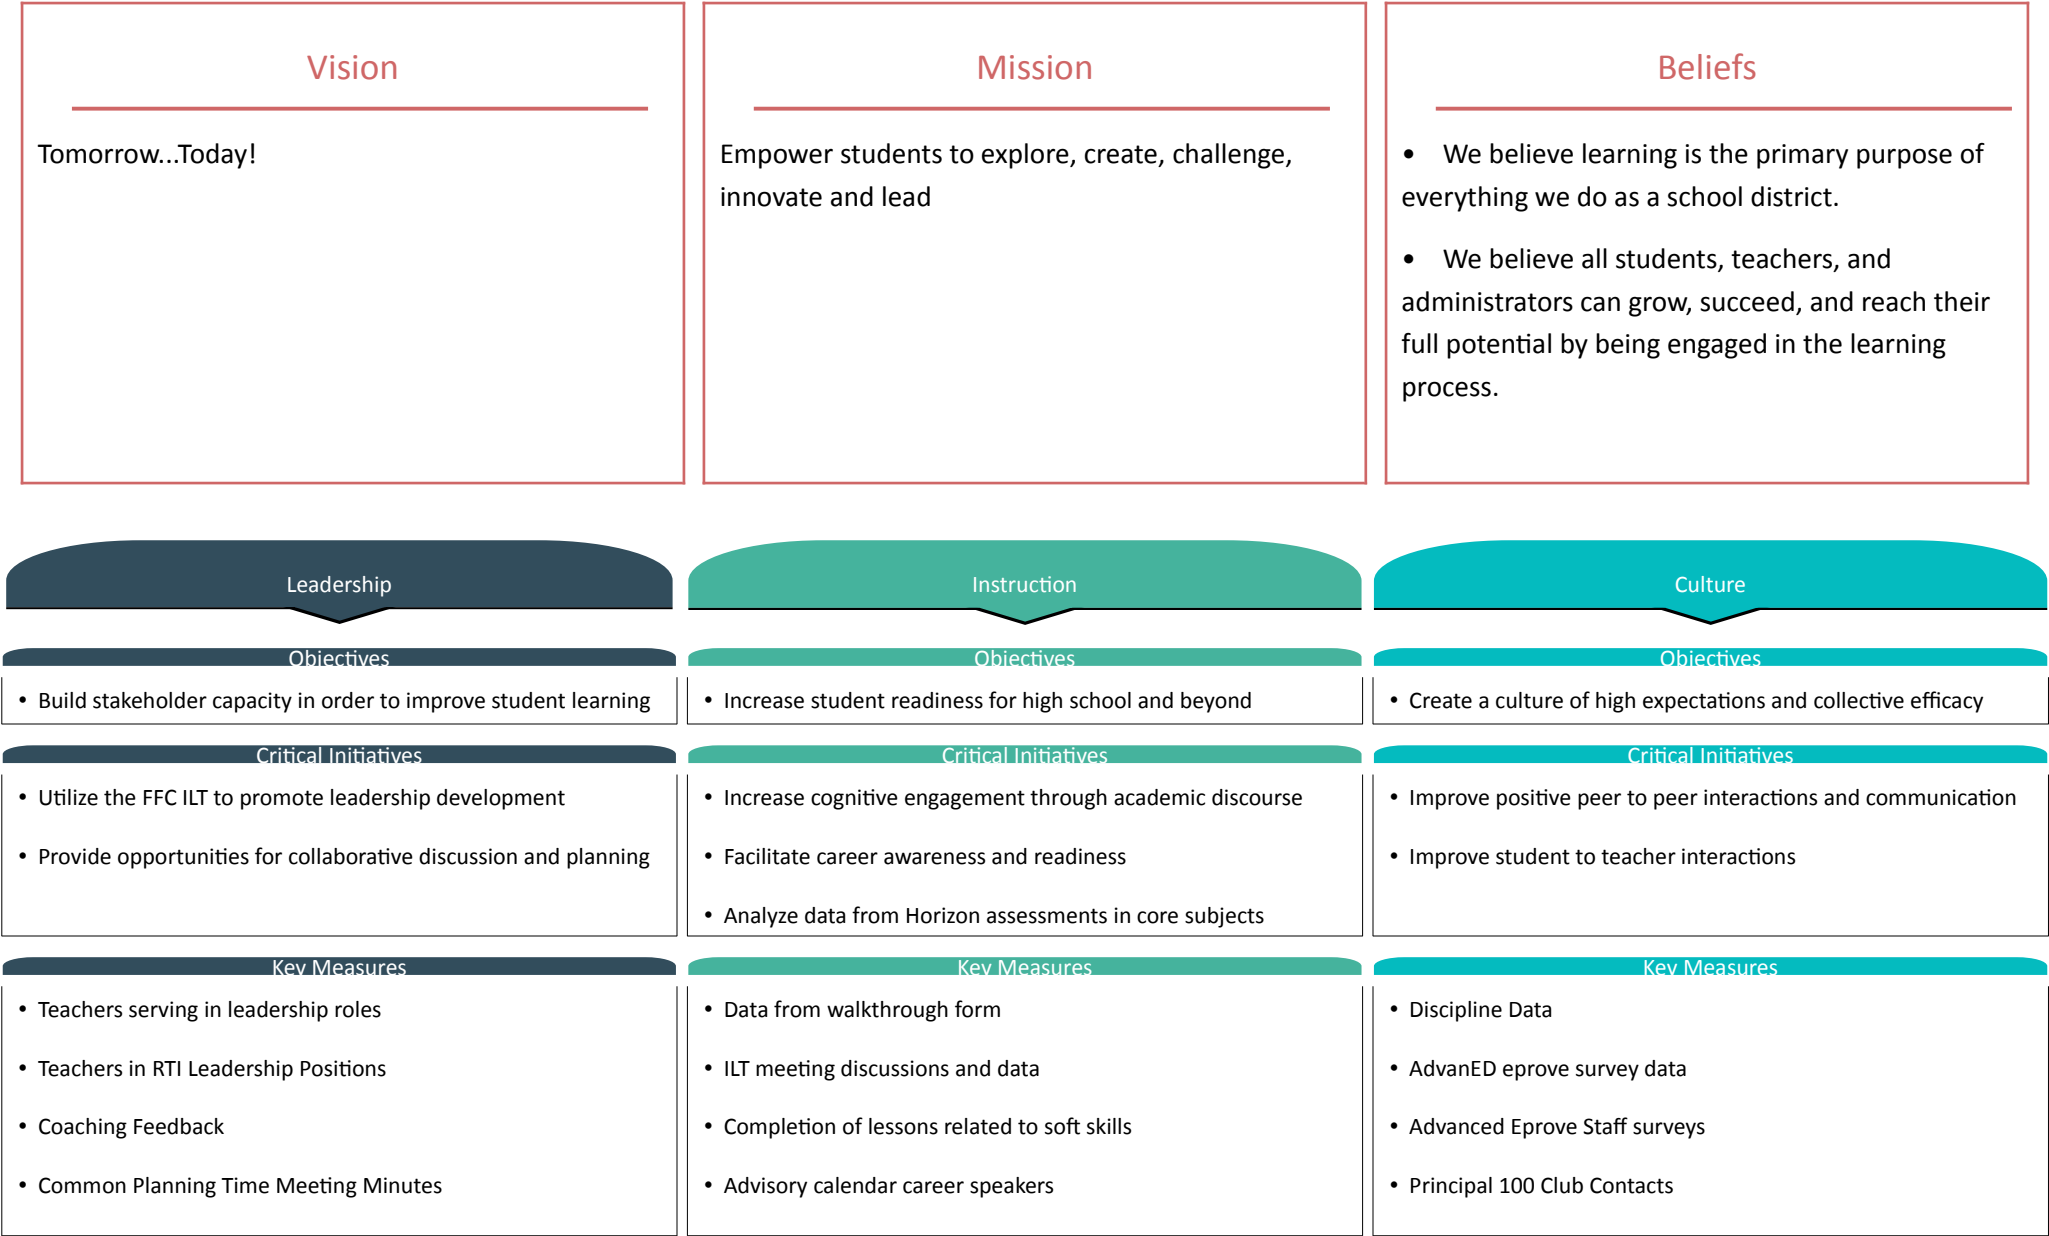 Vision
Tomorrow...Today!
Mission
Empower students to explore, create, challenge,
innovate and lead
Beliefs
• We believe learning is the primary purpose of
everything we do as a school district.
• We believe all students, teachers, and
administrators can grow, succeed, and reach their
full potential by being engaged in the learning
process.
Leadership
Objectives
• Build stakeholder capacity in order to improve student learning
Critical Initiatives
• Utilize the FFC ILT to promote leadership development
• Provide opportunities for collaborative discussion and planning
Key Measures
• Teachers serving in leadership roles
• Teachers in RTI Leadership Positions
• Coaching Feedback
• Common Planning Time Meeting Minutes
Instruction
Objectives
• Increase student readiness for high school and beyond
Critical Initiatives
• Increase cognitive engagement through academic discourse
• Facilitate career awareness and readiness
• Analyze data from Horizon assessments in core subjects
Key Measures
• Data from walkthrough form
• ILT meeting discussions and data
• Completion of lessons related to soft skills
• Advisory calendar career speakers
Culture
Objectives
• Create a culture of high expectations and collective efficacy
Critical Initiatives
• Improve positive peer to peer interactions and communication
• Improve student to teacher interactions
Key Measures
• Discipline Data
• AdvanED eprove survey data
• Advanced Eprove Staff surveys
• Principal 100 Club Contacts